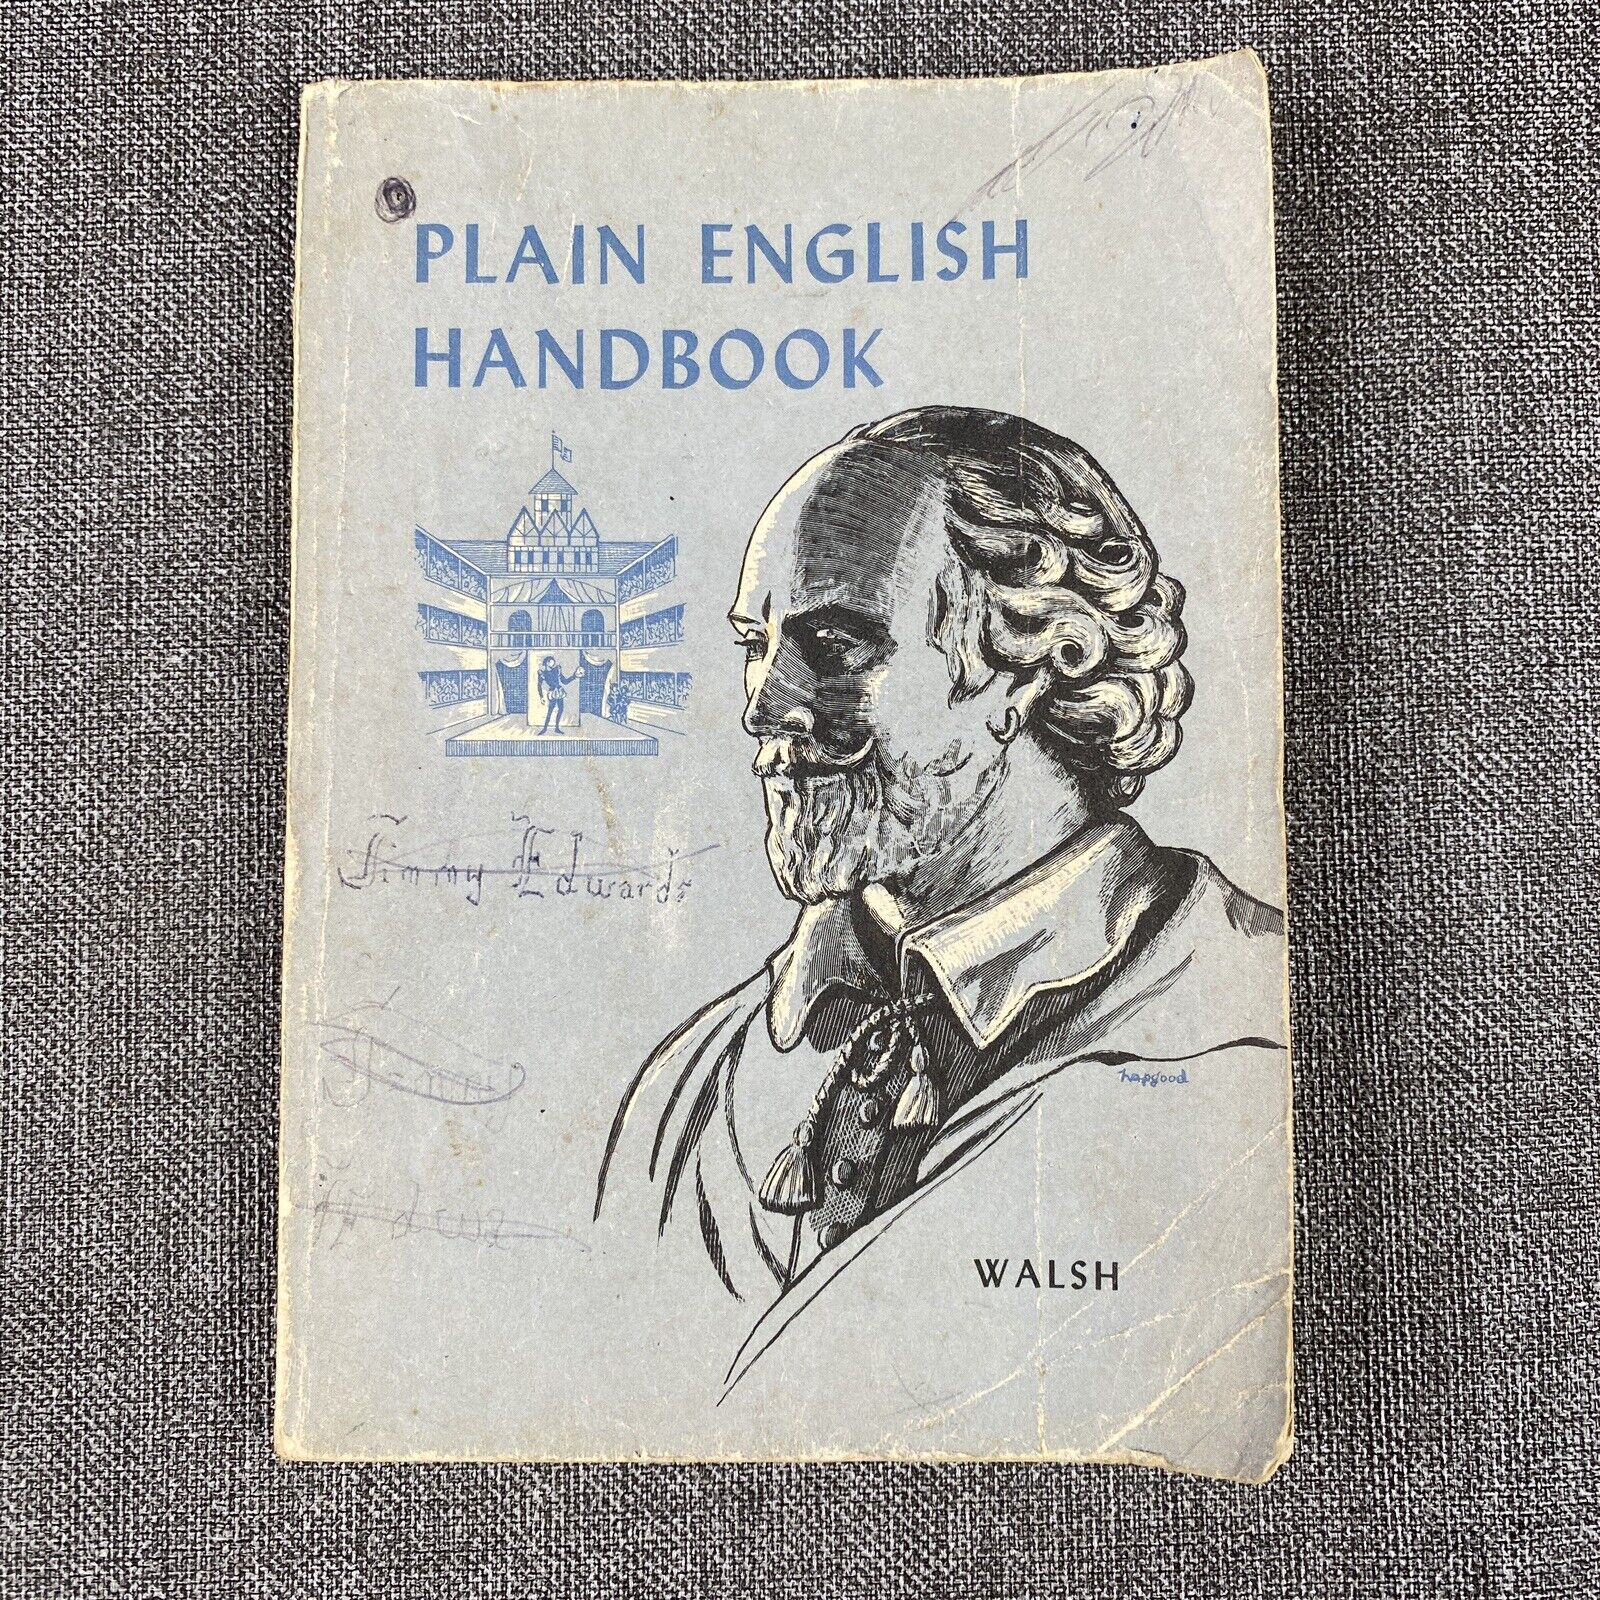 PLAIN ENGLISH
HANDBOOK
Jimmy Edwards
hapgood
WALSH